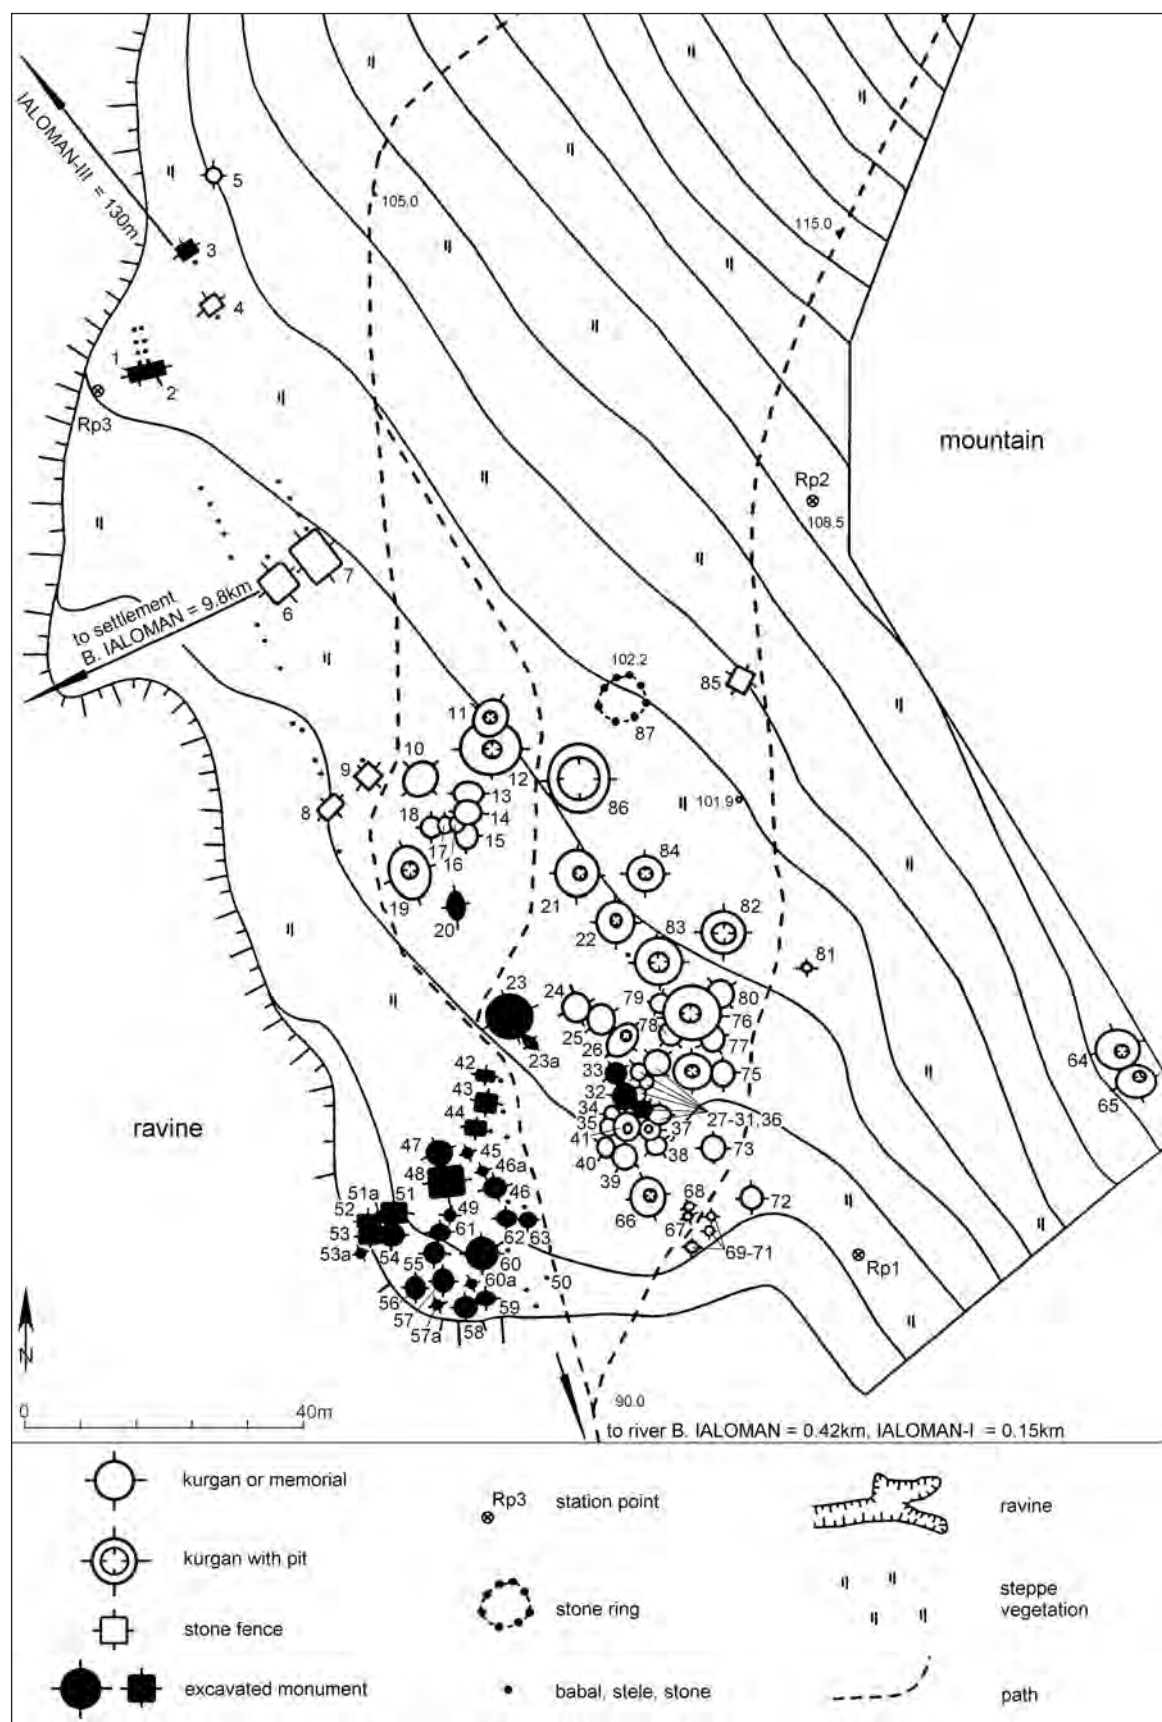 IALOMAN-III = 130m
5
105.0
115.0
3
4
1
2
Rp3
mountain
Rp2
108.5
7
6
to settlement
B. IALOMAN = 9.8km
102.2
85
87
11
10
12
9
86
101.9
8
13
14
18
15
17
16
84
19
21
20
82
22
83
81
23
24
79
80
25
78
76
26
77
23a
64
33
75
65
42
32
43
34
27-31,36
44
35
37
ravine
41
47
45
40
38
73
46a
39
48
51a
51
46
68
72
52
49
66
67
53
61
62
63
69-71
53a
54
60
Rp1
55
60a
50
56
59
57
57a
58
N
0
40m
90.0
to river B. IALOMAN = 0.42km, IALOMAN-I = 0.15km
kurgan or memorial
Rp3
station point
ravine
kurgan with pit
stone ring
steppe
vegetation
stone fence
excavated monument
babal, stele, stone
path